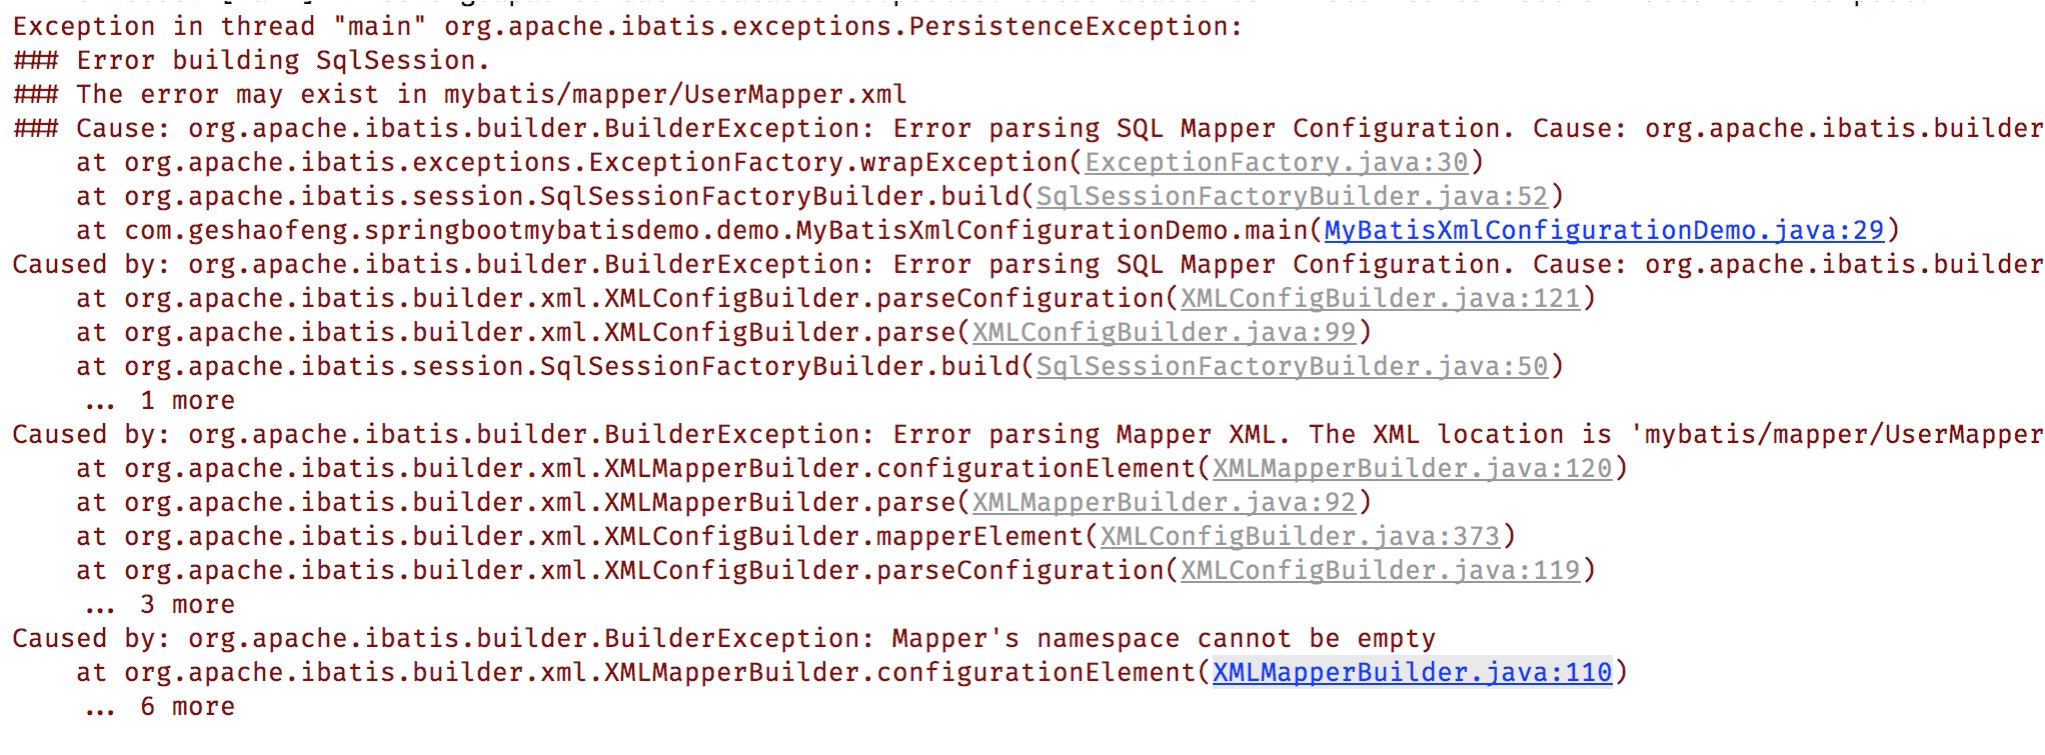 Exception in thread "main" org.apache.ibatis.exceptions.PersistenceException:
### Error building SqlSession.
### The error may exist in mybatis/mapper/UserMapper.xml
### Cause: org.apache.ibatis.builder.BuilderException: Error parsing SQL Mapper Configuration. Cause: org.apache.ibatis.builder
    at org.apache.ibatis.exceptions.ExceptionFactory.wrapException(ExceptionFactory.java:30)
    at org.apache.ibatis.session.SqlSessionFactoryBuilder.build(SqlSessionFactoryBuilder.java:52)
    at com.geshaofeng.springbootmybatisdemo.demo.MyBatisXmlConfigurationDemo.main(MyBatisXmlConfigurationDemo.java:29)
Caused by: org.apache.ibatis.builder.BuilderException: Error parsing SQL Mapper Configuration. Cause: org.apache.ibatis.builder
    at org.apache.ibatis.builder.xml.XMLConfigBuilder.parseConfiguration(XMLConfigBuilder.java:121)
    at org.apache.ibatis.builder.xml.XMLConfigBuilder.parse(XMLConfigBuilder.java:99)
    at org.apache.ibatis.session.SqlSessionFactoryBuilder.build(SqlSessionFactoryBuilder.java:50)
    ... 1 more
Caused by: org.apache.ibatis.builder.BuilderException: Error parsing Mapper XML. The XML location is 'mybatis/mapper/UserMapper
    at org.apache.ibatis.builder.xml.XMLMapperBuilder.configurationElement(XMLMapperBuilder.java:120)
    at org.apache.ibatis.builder.xml.XMLMapperBuilder.parse(XMLMapperBuilder.java:92)
    at org.apache.ibatis.builder.xml.XMLConfigBuilder.mapperElement(XMLConfigBuilder.java:373)
    at org.apache.ibatis.builder.xml.XMLConfigBuilder.parseConfiguration(XMLConfigBuilder.java:119)
    ... 3 more
Caused by: org.apache.ibatis.builder.BuilderException: Mapper's namespace cannot be empty
    at org.apache.ibatis.builder.xml.XMLMapperBuilder.configurationElement(XMLMapperBuilder.java:110)
    ... 6 more